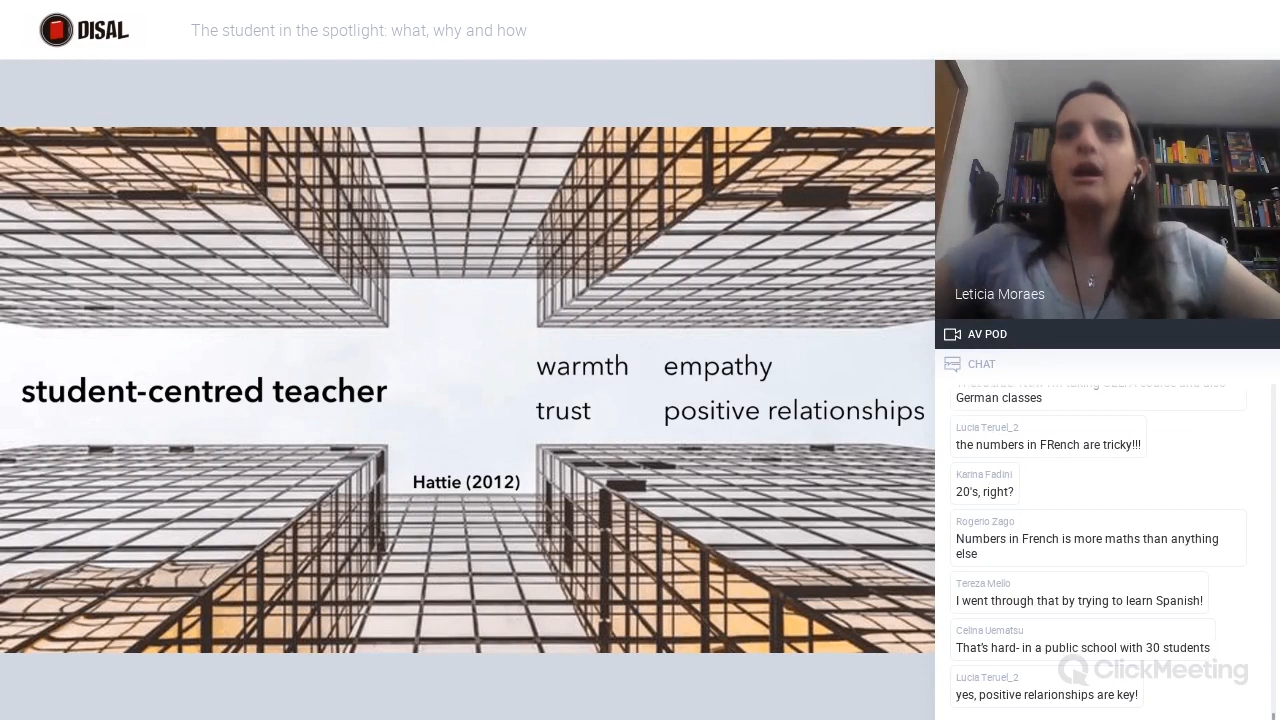 DISAL
The student in the spotlight: what, why and how
student-centred teacher
warmth empathy
trust positive relationships
Hattie (2012)
Leticia Moraes
AV POD
CHAT
German classes
Lucia Teruel_2
the numbers in FRench are tricky!!!
Karina Fadini
20's, right?
Rogerio Zago
Numbers in French is more maths than anything
else
Tereza Mello
I went through that by trying to learn Spanish!
Celina Uematsu
That's hard- in a public school with 30 students
ClickMeeting
Lucia Teruel_2
yes, positive relarionships are key!